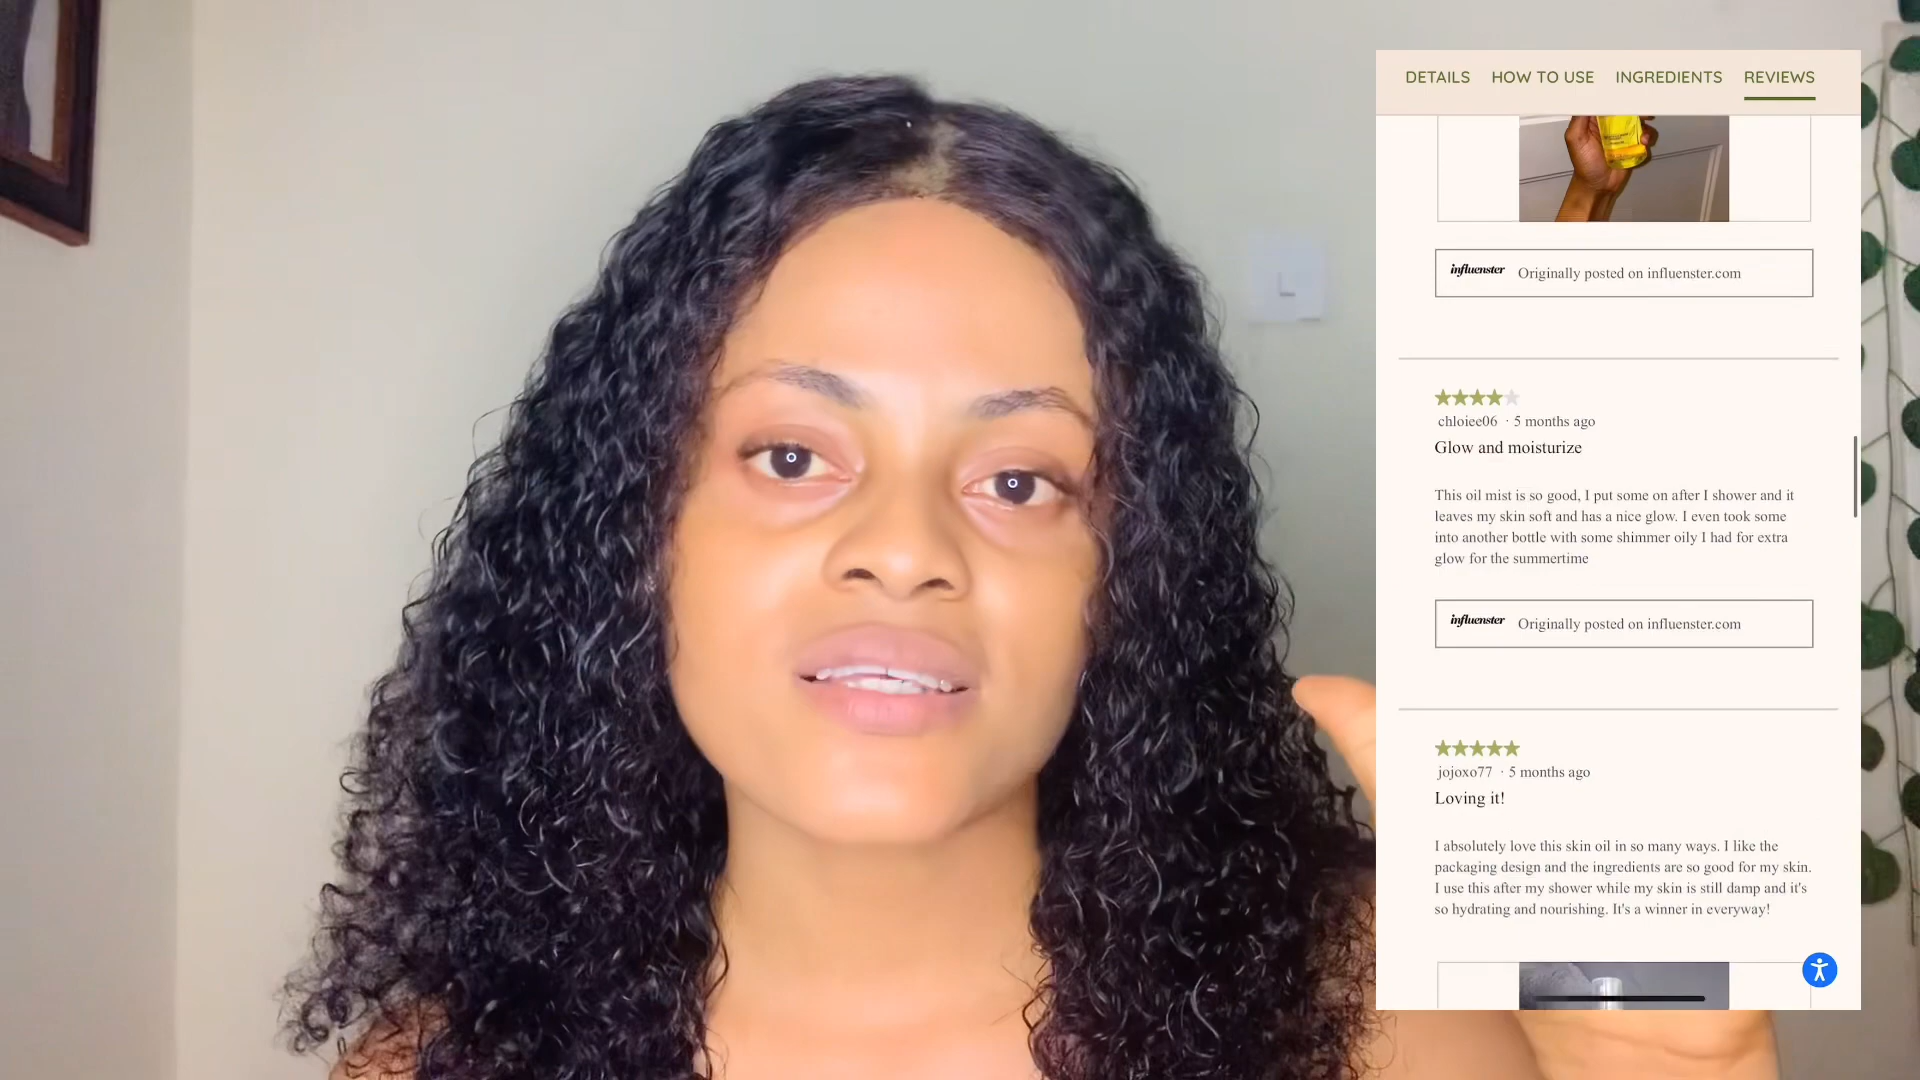 DETAILS HOW TO USE INGREDIENTS REVIEWS
influenster Originally posted on influenster.com
chloiee06 · 5 months ago
Glow and moisturize
This oil mist is so good, I put some on after I shower and it
leaves my skin soft and has a nice glow. I even took some
into another bottle with some shimmer oily I had for extra
glow for the summertime
influenster Originally posted on influenster.com
jojoxo77 · 5 months ago
Loving it!
I absolutely love this skin oil in so many ways. I like the
packaging design and the ingredients are so good for my skin.
I use this after my shower while my skin is still damp and it's
so hydrating and nourishing. It's a winner in everyway!